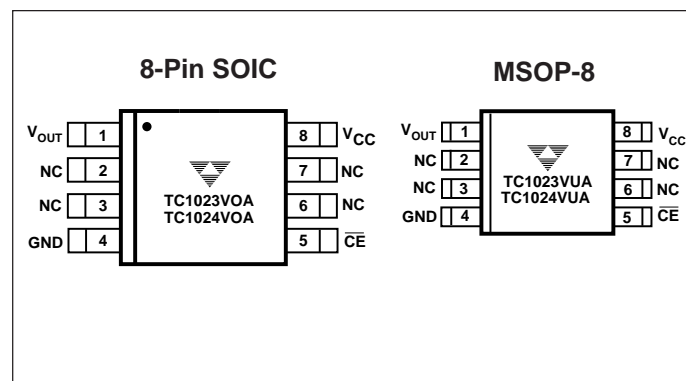 8-Pin SOIC
VOUT 1
NC 2
NC 3
GND 4
TC1023VOA
TC1024VOA
8 VCC
7 NC
6 NC
5 C̅E̅
MSOP-8
VOUT 1
NC 2
NC 3
GND 4
TC1023VUA
TC1024VUA
8 VCC
7 NC
6 NC
5 C̅E̅